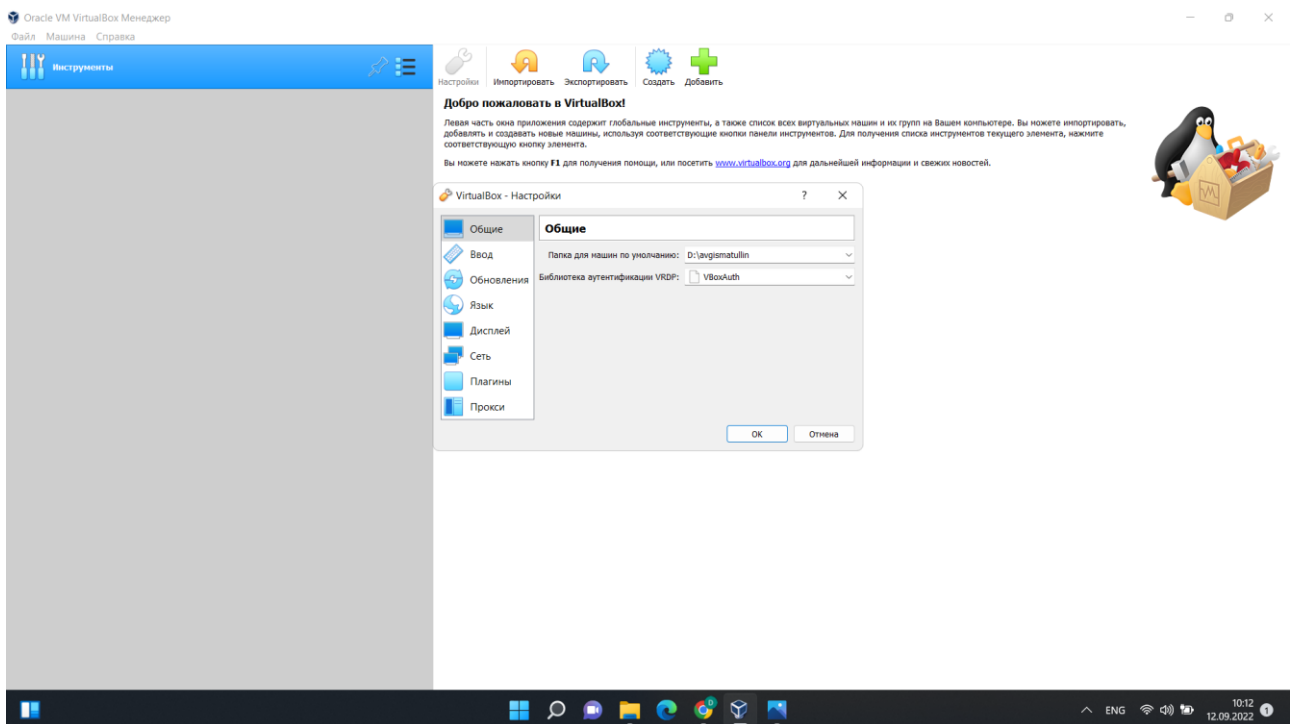 Oracle VM VirtualBox Менеджер
Файл Машина Справка
Инструменты
Настройки Импортировать Экспортировать Создать Добавить
Добро пожаловать в VirtualBox!
Левая часть окна приложения содержит глобальные инструменты, а также список всех виртуальных машин и их групп на Вашем компьютере. Вы можете импортировать,
добавлять и создавать новые машины, используя соответствующие кнопки панели инструментов. Для получения списка инструментов текущего элемента, нажмите
соответствующую кнопку элемента.
Вы можете нажать кнопку F1 для получения помощи, или посетить www.virtualbox.org для дальнейшей информации и свежих новостей.
VirtualBox - Настройки ?
Общие
Ввод
Обновления
Язык
Дисплей
Сеть
Плагины
Прокси
Общие
Папка для машин по умолчанию: D:\avgismatullin
Библиотека аутентификации VRDP: VBoxAuth
OK Отмена
ENG 10:12
12.09.2022 1